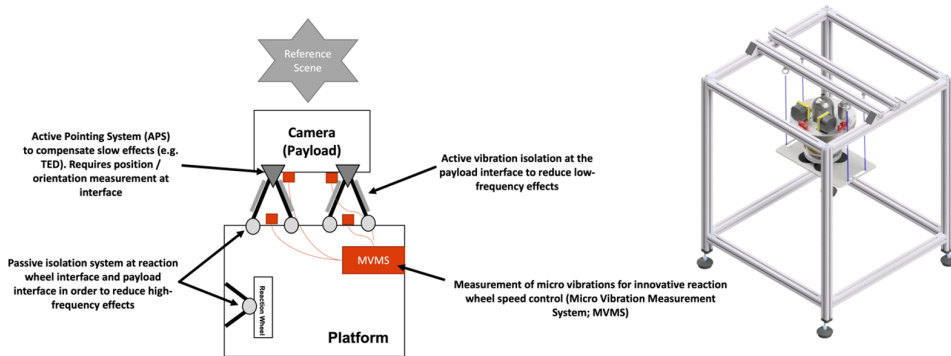 Reference
Scene
Camera
(Payload)
Active Pointing System (APS)
to compensate slow effects (e.g.
TED). Requires position /
orientation measurement at
interface
Active vibration isolation at the
payload interface to reduce low-
frequency effects
Passive isolation system at reaction
wheel interface and payload
interface in order to reduce high-
frequency effects
MVMS
Measurement of micro vibrations for innovative reaction
wheel speed control (Micro Vibration Measurement
System; MVMS)
Reaction Wheel
Platform